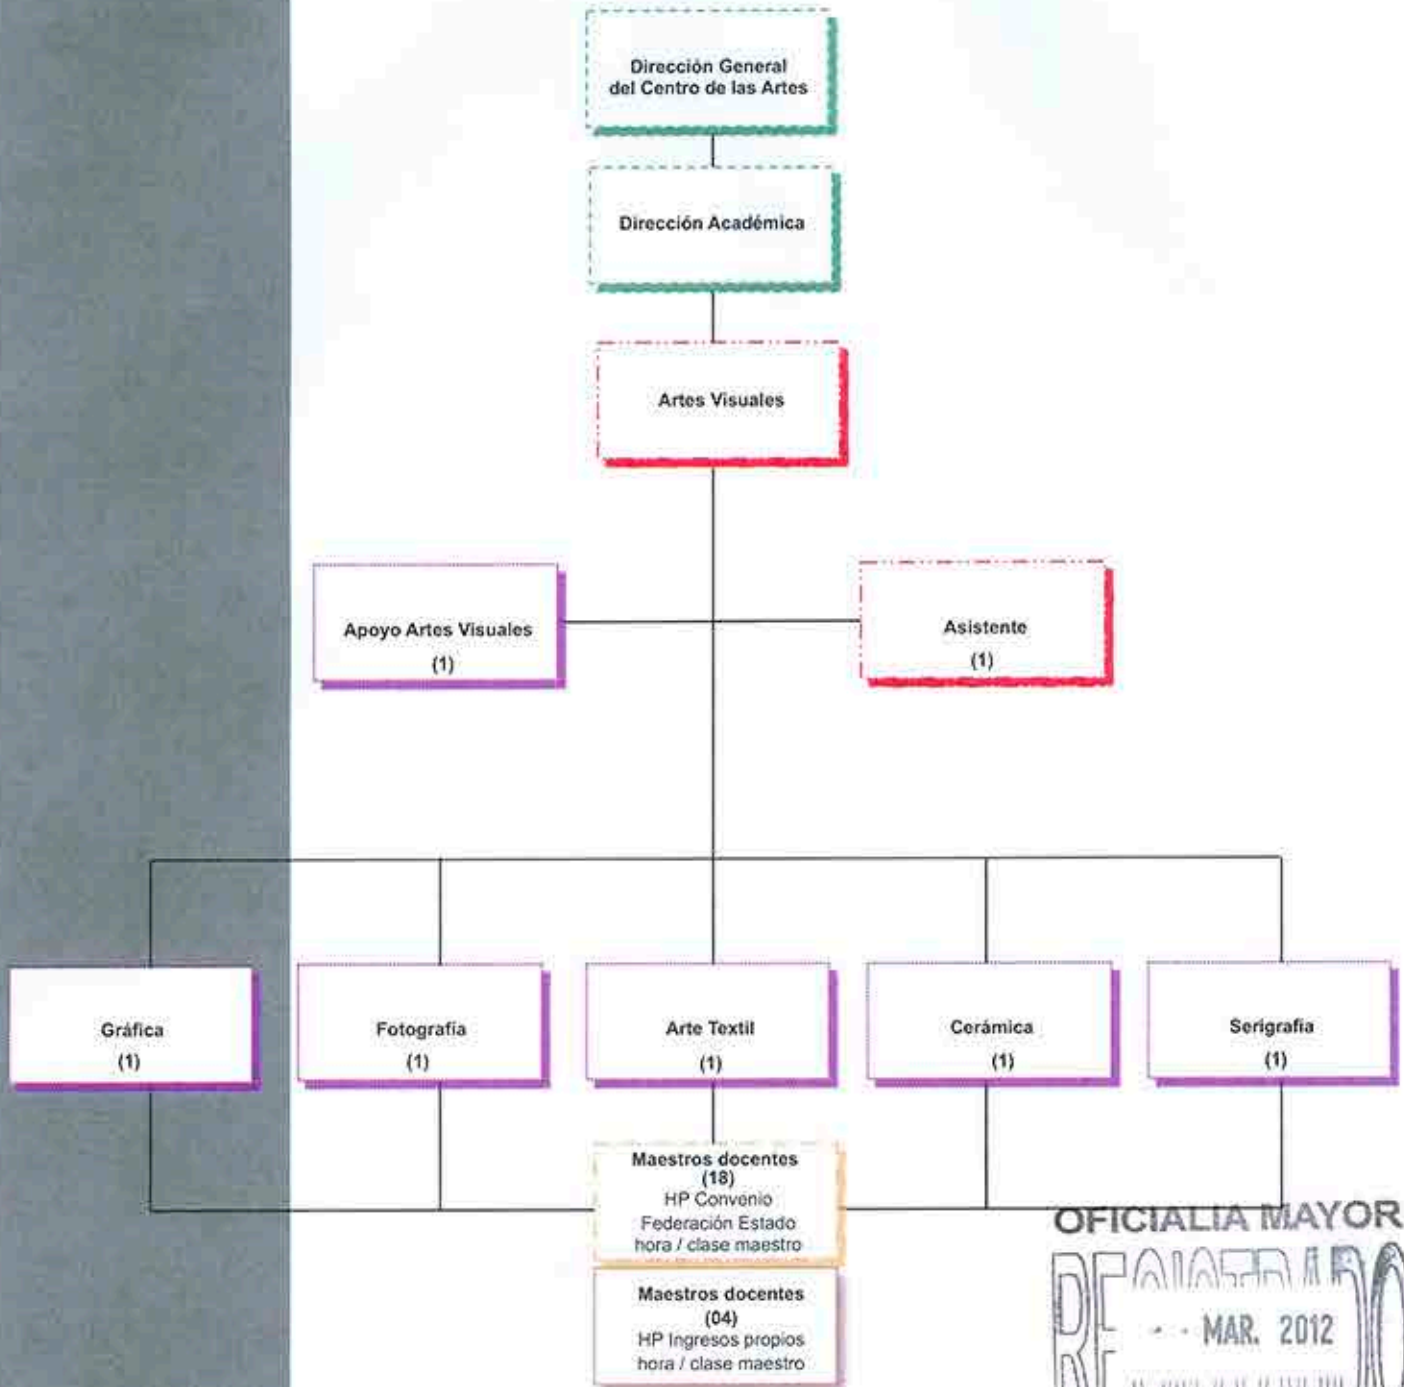 Dirección General
del Centro de las Artes
Dirección Académica
Artes Visuales
Apoyo Artes Visuales
(1)
Asistente
(1)
Gráfica
(1)
Fotografía
(1)
Arte Textil
(1)
Cerámica
(1)
Serigrafía
(1)
Maestros docentes
(18)
HP Convenio
Federación Estado
hora / clase maestro
Maestros docentes
(04)
HP Ingresos propios
hora / clase maestro
OFICIALIA MAYOR
MAR. 2012